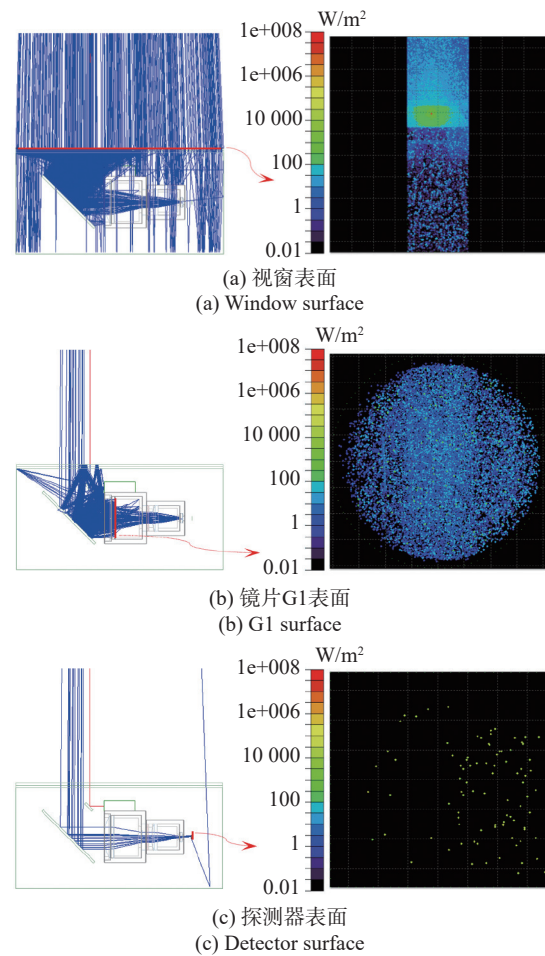 W/m²
1e+008
1e+006
10 000
100
1
0.01
(a) 视窗表面
(a) Window surface
W/m²
1e+008
1e+006
10 000
100
1
0.01
(b) 镜片G1表面
(b) G1 surface
W/m²
1e+008
1e+006
10 000
100
1
0.01
(c) 探测器表面
(c) Detector surface